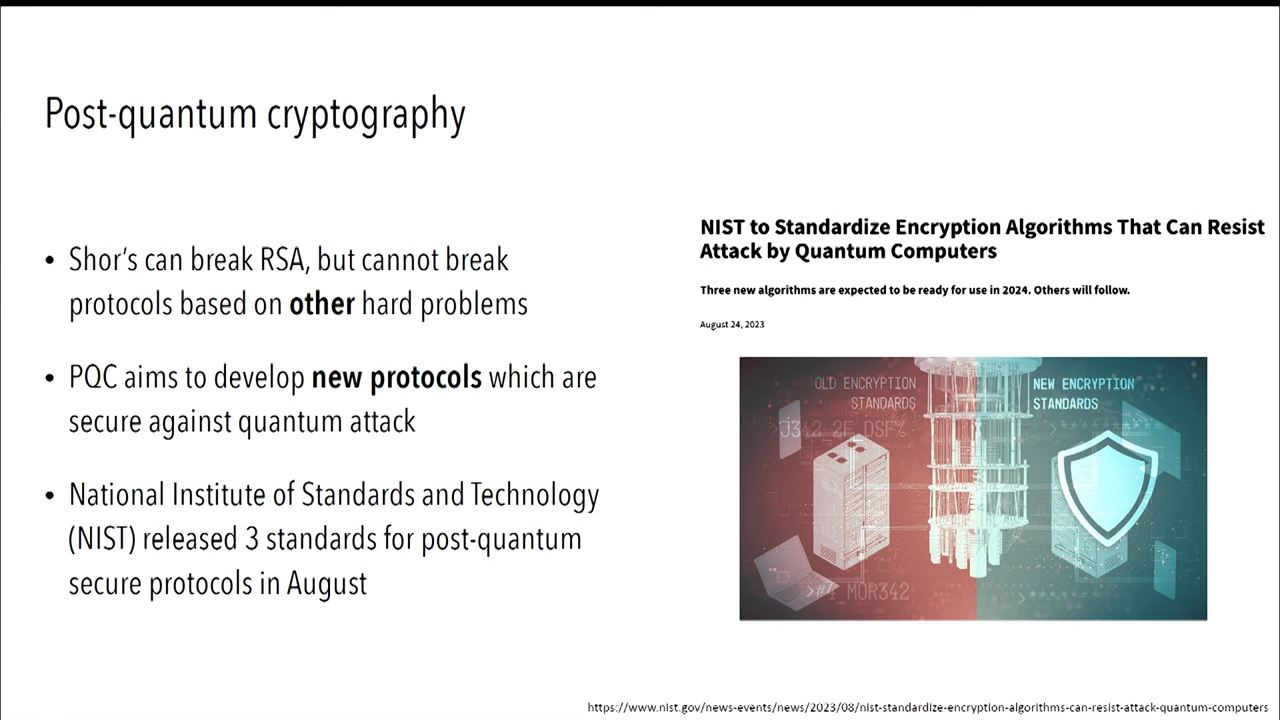 Post-quantum cryptography
• Shor's can break RSA, but cannot break
protocols based on other hard problems
• PQC aims to develop new protocols which are
secure against quantum attack
• National Institute of Standards and Technology
(NIST) released 3 standards for post-quantum
secure protocols in August
NIST to Standardize Encryption Algorithms That Can Resist
Attack by Quantum Computers
Three new algorithms are expected to be ready for use in 2024. Others will follow.
August 24, 2023
OLD ENCRYPTION
STANDARDS
NEW ENCRYPTION
STANDARDS
https://www.nist.gov/news-events/news/2023/08/nist-standardize-encryption-algorithms-can-resist-attack-quantum-computers